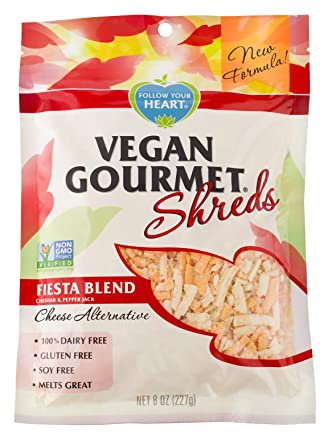 New
Formula!
FOLLOW YOUR
HEART®
VEGAN
GOURMET®
Shreds
NON
GMO
Project
VERIFIED
FIESTA BLEND
CHEDDAR & PEPPER JACK
Cheese Alternative
• 100% DAIRY FREE
• GLUTEN FREE
• SOY FREE
• MELTS GREAT
NET 8 OZ (227g)